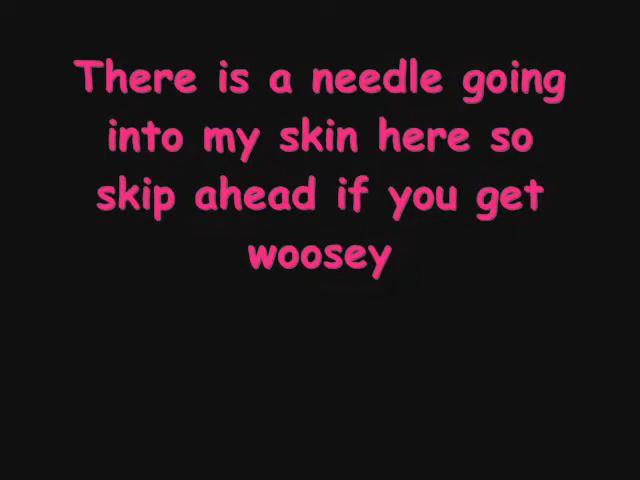 There is a needle going
into my skin here so
skip ahead if you get
woosey